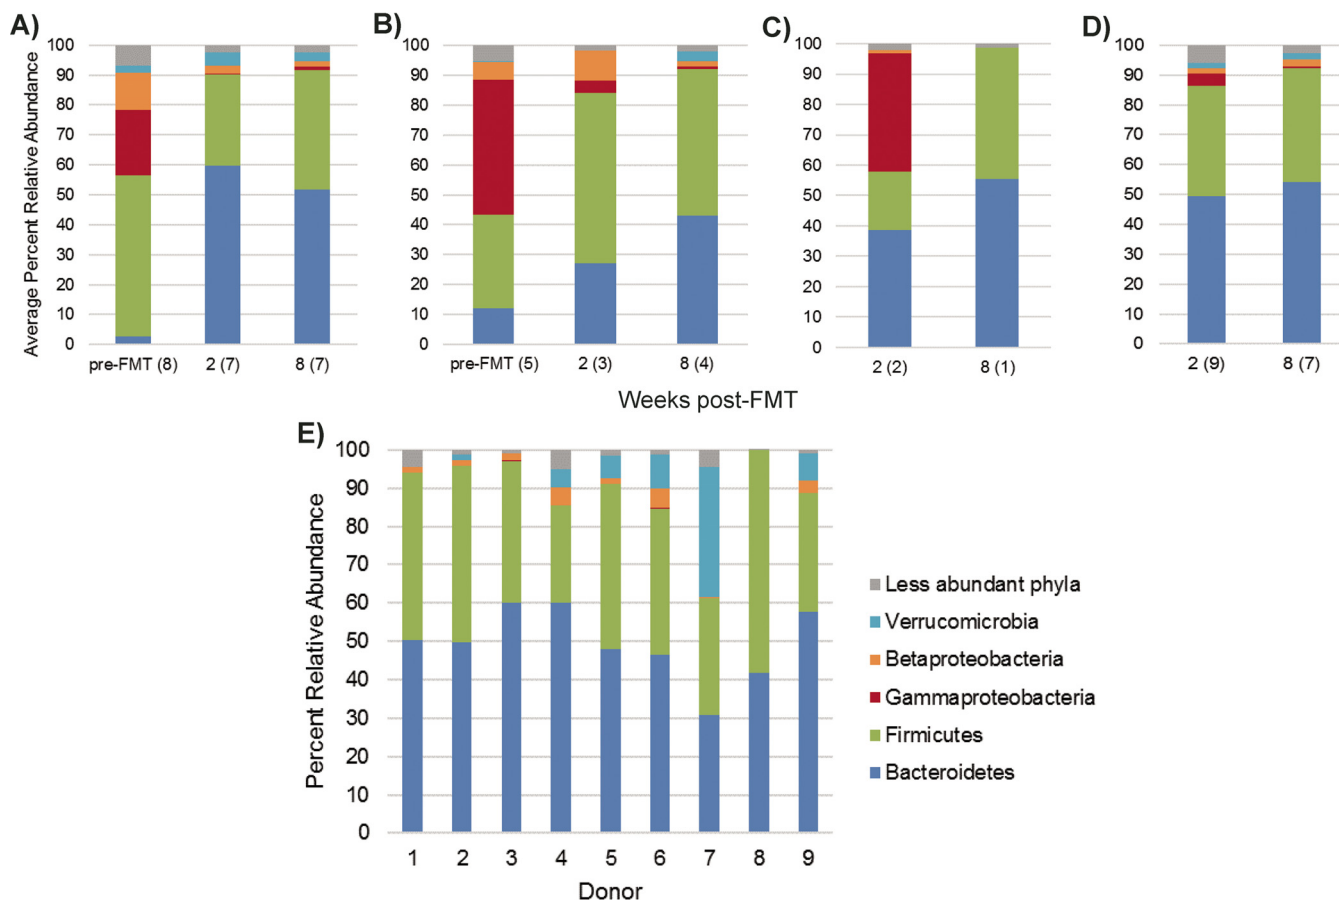 A)
Average Percent Relative Abundance
100
90
80
70
60
50
40
30
20
10
0
pre-FMT (8) 2 (7) 8 (7)
B)
100
90
80
70
60
50
40
30
20
10
0
pre-FMT (5) 2 (3) 8 (4)
C)
100
90
80
70
60
50
40
30
20
10
0
2 (2) 8 (1)
D)
100
90
80
70
60
50
40
30
20
10
0
2 (9) 8 (7)
Weeks post-FMT
E)
Percent Relative Abundance
100
90
80
70
60
50
40
30
20
10
0
1 2 3 4 5 6 7 8 9
Donor
Less abundant phyla
Verrucomicrobia
Betaproteobacteria
Gammaproteobacteria
Firmicutes
Bacteroidetes